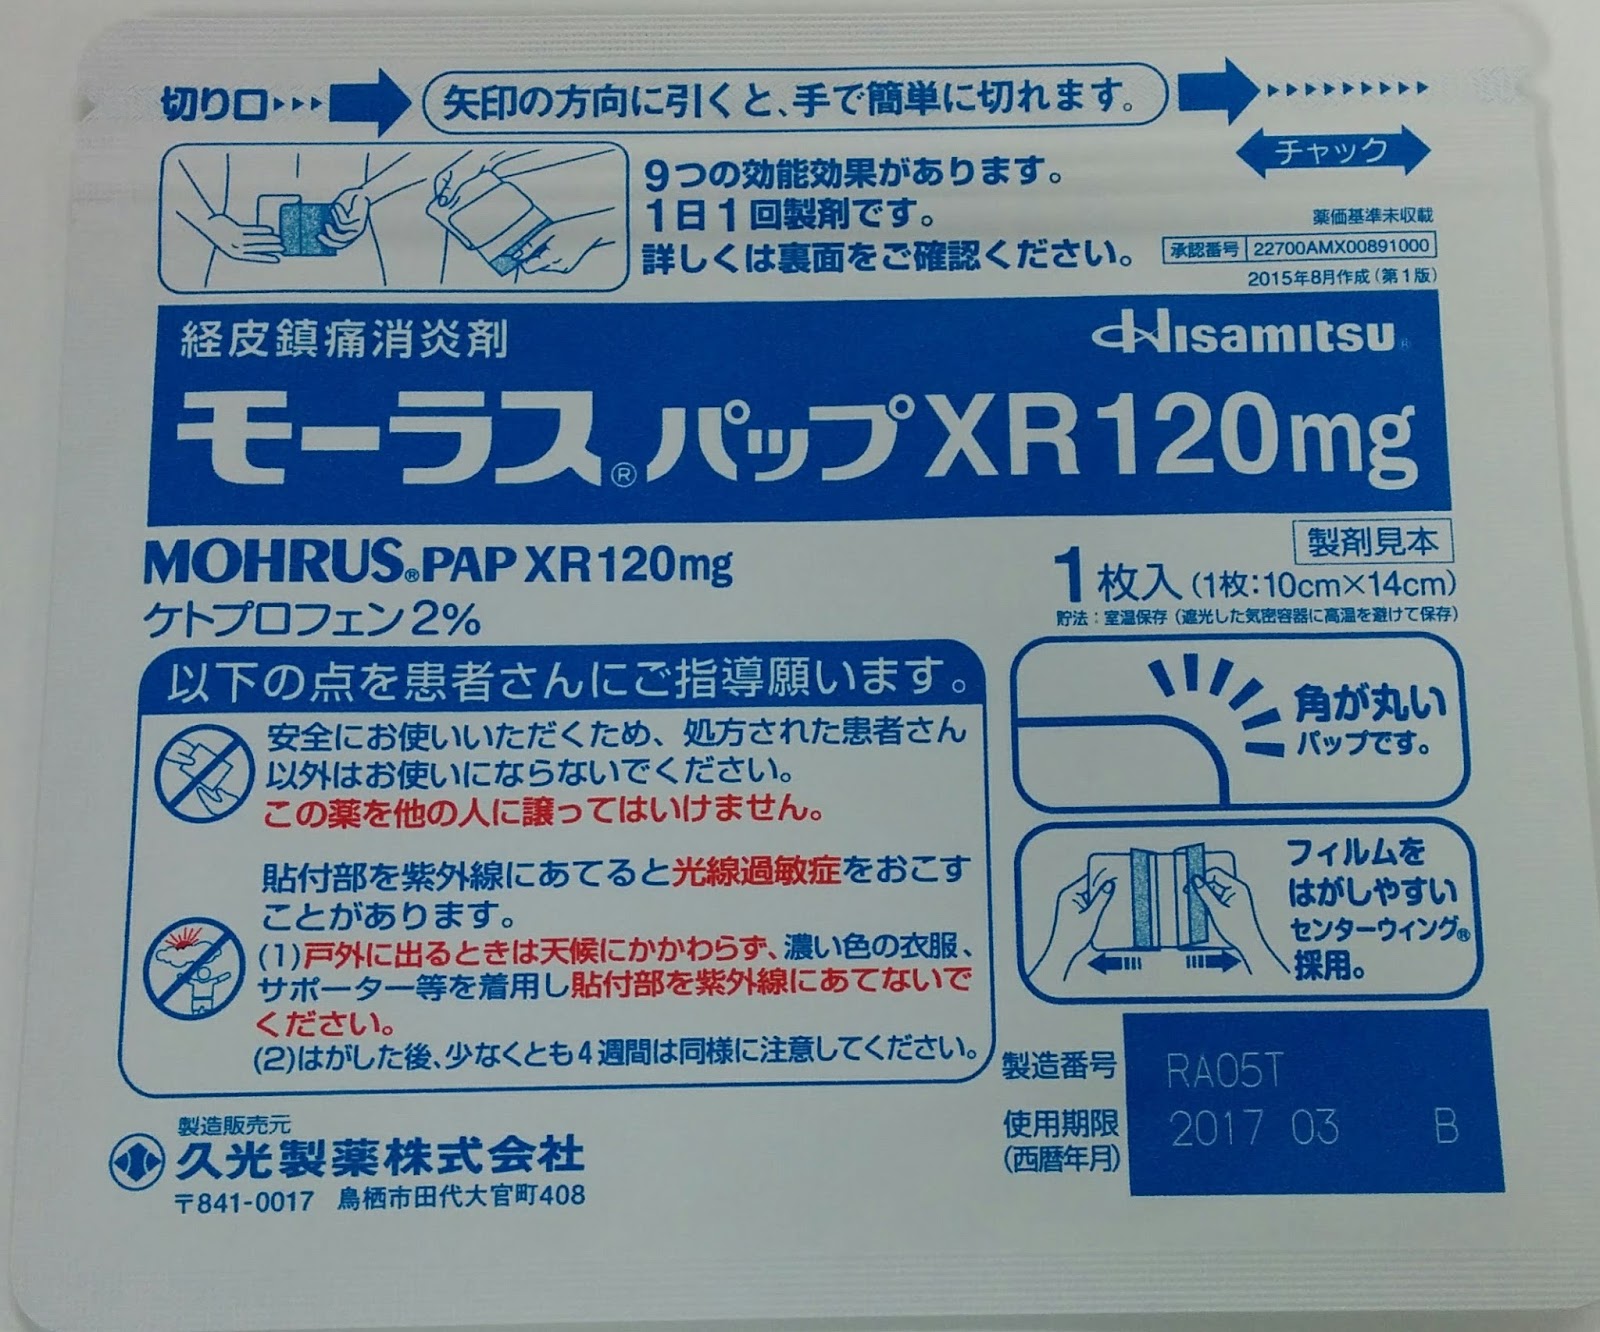 切り口
矢印の方向に引くと、手で簡単に切れます。
チャック
9つの効能効果があります。
1日1回製剤です。
詳しくは裏面をご確認ください。
薬価基準未収載
承認番号 22700AMX00891000
2015年8月作成(第1版)
経皮鎮痛消炎剤
Hisamitsu®
モーラス®パップXR120mg
MOHRUS®PAP XR120mg
ケトプロフェン2%
製剤見本
1枚入(1枚:10cm×14cm)
貯法:室温保存(遮光した気密容器に高温を避けて保存)
以下の点を患者さんにご指導願います。
安全にお使いいただくため、処方された患者さん
以外はお使いにならないでください。
この薬を他の人に譲ってはいけません。
貼付部を紫外線にあてると光線過敏症をおこす
ことがあります。
(1)戸外に出るときは天候にかかわらず、濃い色の衣服、
サポーター等を着用し貼付部を紫外線にあてないで
ください。
(2)はがした後、少なくとも4週間は同様に注意してください。
角が丸い
パップです。
フィルムを
はがしやすい
センターウィング®
採用。
製造番号 RA05T
使用期限 2017 03 B
(西暦年月)
製造販売元
久光製薬株式会社
〒841-0017 鳥栖市田代大官町408